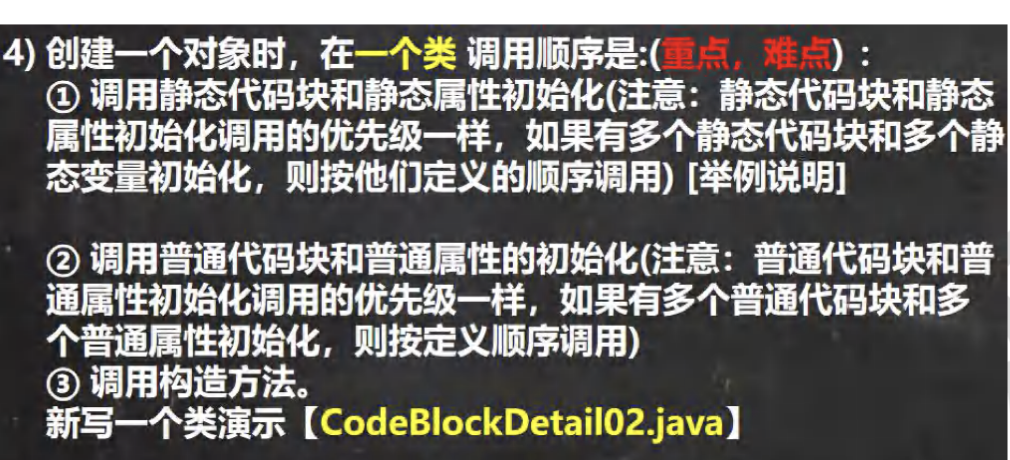 4) 创建一个对象时，在一个类 调用顺序是:(重点，难点) ：
① 调用静态代码块和静态属性初始化(注意：静态代码块和静态
属性初始化调用的优先级一样，如果有多个静态代码块和多个静
态变量初始化，则按他们定义的顺序调用) [举例说明]
② 调用普通代码块和普通属性的初始化(注意：普通代码块和普
通属性初始化调用的优先级一样，如果有多个普通代码块和多
个普通属性初始化，则按定义顺序调用)
③ 调用构造方法。
新写一个类演示【CodeBlockDetail02.java】